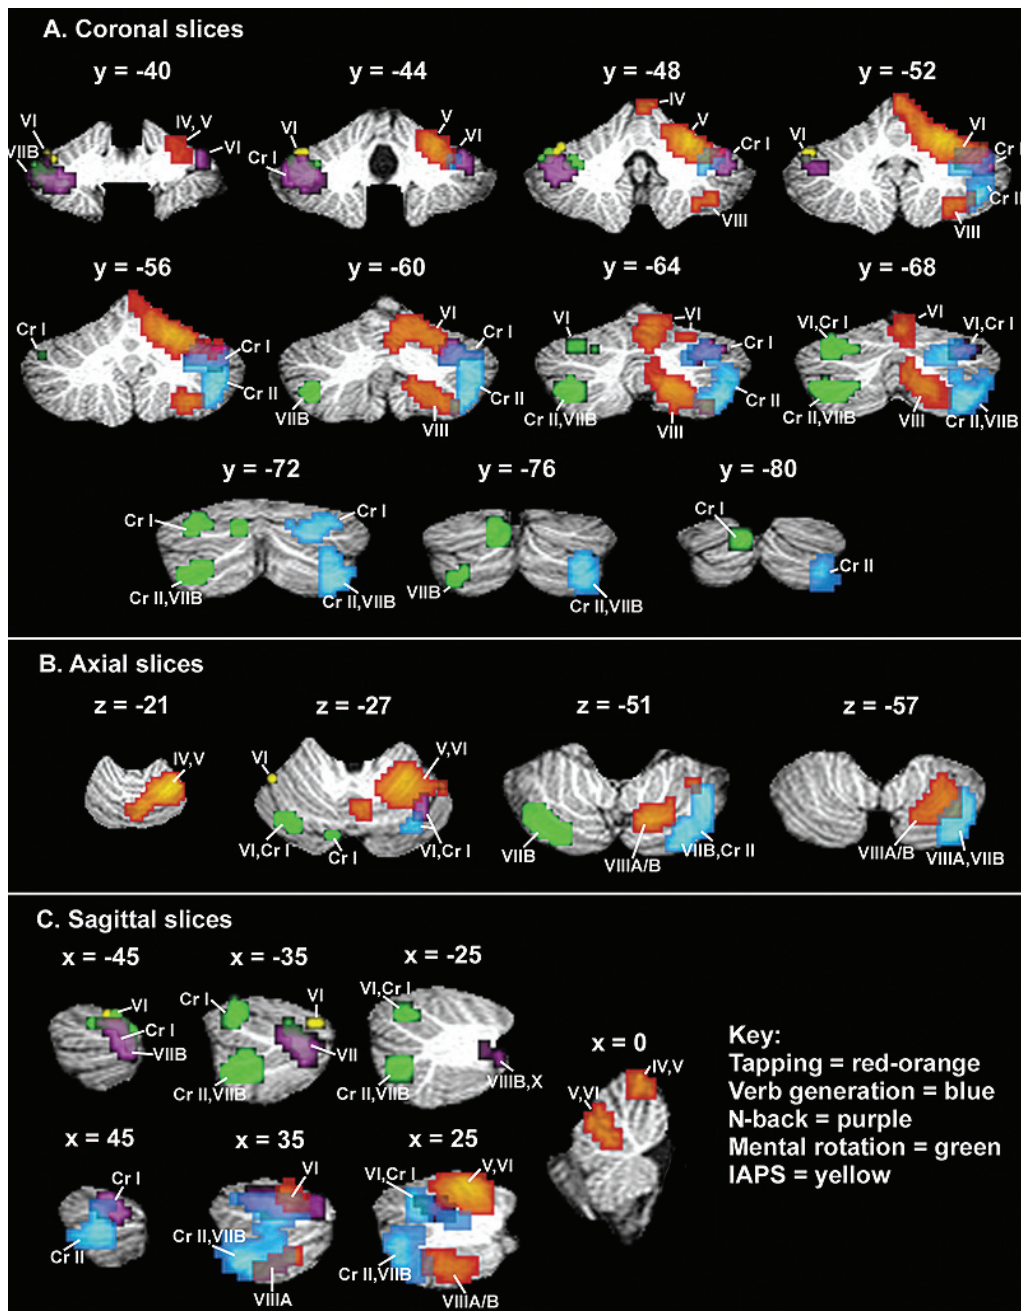 A. Coronal slices
y = -40
y = -44
y = -48
y = -52
VI
VIIB
IV, V
VI
VI
Cr I
V
VI
IV
V
Cr I
VIII
VI
VI
Cr I
Cr II
VIII
y = -56
y = -60
y = -64
y = -68
Cr I
Cr I
Cr II
VI
Cr I
VIIB
VIII
Cr II
VI
VI
Cr I
Cr II
Cr II,VIIB
VIII
VI
VI,Cr I
VI,Cr I
Cr II,VIIB
VIII
Cr II,VIIB
y = -72
y = -76
y = -80
Cr I
Cr I
Cr II,VIIB
Cr II,VIIB
VIIB
Cr II,VIIB
Cr I
Cr II
B. Axial slices
z = -21
z = -27
z = -51
z = -57
IV,V
VI
V,VI
VI,Cr I
Cr I
VI,Cr I
VIIB
VIIIA/B
VIIB,Cr II
VIIIA/B
VIIIA,VIIB
C. Sagittal slices
x = -45
x = -35
x = -25
VI
Cr I
VIIB
Cr I
VI
VII
Cr II,VIIB
VI,Cr I
VIIIB,X
Cr II,VIIB
x = 0
IV,V
V,VI
x = 45
x = 35
x = 25
Cr I
Cr II
VI
Cr II,VIIB
VIIIA
VI,Cr I
V,VI
Cr II,VIIB
VIIIA/B
Key:
Tapping = red-orange
Verb generation = blue
N-back = purple
Mental rotation = green
IAPS = yellow